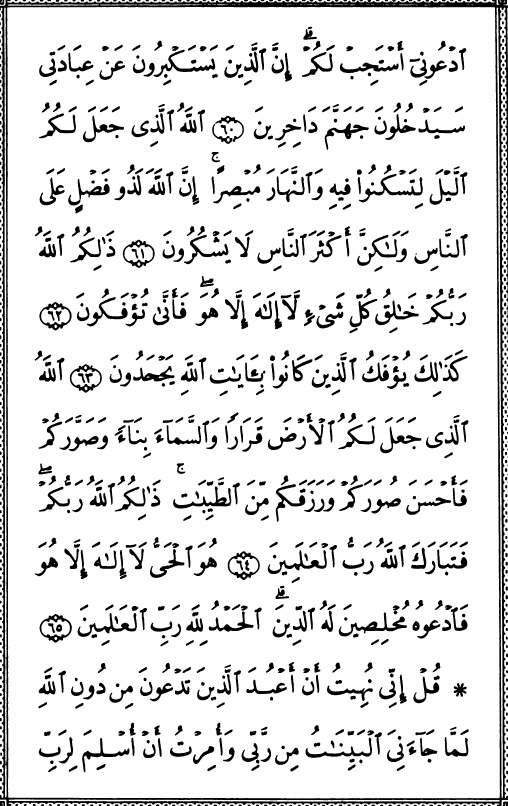 ٱدْعُونِىٓ أَسْتَجِبْ لَكُمْۚ إِنَّ ٱلَّذِينَ يَسْتَكْبِرُونَ عَنْ عِبَادَتِى
سَيَدْخُلُونَ جَهَنَّمَ دَاخِرِينَ ٦٠ ٱللَّهُ ٱلَّذِى جَعَلَ لَكُمُ
ٱلَّيْلَ لِتَسْكُنُوا۟ فِيهِ وَٱلنَّهَارَ مُبْصِرًاۚ إِنَّ ٱللَّهَ لَذُو فَضْلٍ عَلَى
ٱلنَّاسِ وَلَٰكِنَّ أَكْثَرَ ٱلنَّاسِ لَا يَشْكُرُونَ ٦١ ذَٰلِكُمُ ٱللَّهُ
رَبُّكُمْ خَٰلِقُ كُلِّ شَىْءٍ لَّآ إِلَٰهَ إِلَّا هُوَۖ فَأَنَّىٰ تُؤْفَكُونَ ٦٢
كَذَٰلِكَ يُؤْفَكُ ٱلَّذِينَ كَانُوا۟ بِـَٔايَٰتِ ٱللَّهِ يَجْحَدُونَ ٦٣ ٱللَّهُ
ٱلَّذِى جَعَلَ لَكُمُ ٱلْأَرْضَ قَرَارًا وَٱلسَّمَآءَ بِنَآءً وَصَوَّرَكُمْ
فَأَحْسَنَ صُوَرَكُمْ وَرَزَقَكُم مِّنَ ٱلطَّيِّبَٰتِۚ ذَٰلِكُمُ ٱللَّهُ رَبُّكُمْۖ
فَتَبَارَكَ ٱللَّهُ رَبُّ ٱلْعَٰلَمِينَ ٦٤ هُوَ ٱلْحَىُّ لَآ إِلَٰهَ إِلَّا هُوَ
فَٱدْعُوهُ مُخْلِصِينَ لَهُ ٱلدِّينَۗ ٱلْحَمْدُ لِلَّهِ رَبِّ ٱلْعَٰلَمِينَ ٦٥
* قُلْ إِنِّى نُهِيتُ أَنْ أَعْبُدَ ٱلَّذِينَ تَدْعُونَ مِن دُونِ ٱللَّهِ
لَمَّا جَآءَنِىَ ٱلْبَيِّنَٰتُ مِن رَّبِّى وَأُمِرْتُ أَنْ أُسْلِمَ لِرَبِّ